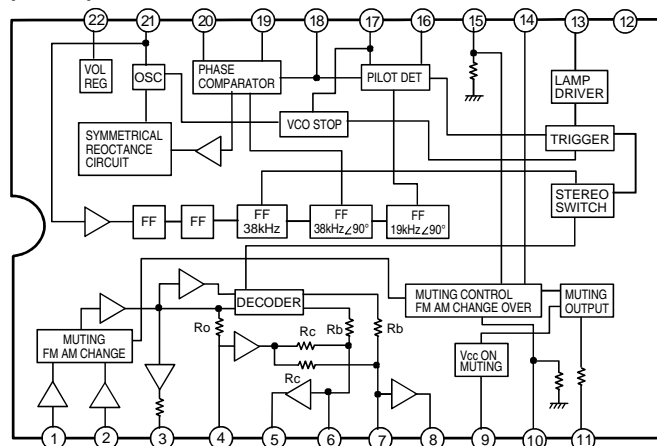 22 21 20 19 18 17 16 15 14 13 12
VOL
REG
OSC
PHASE
COMPARATOR
PILOT DET
LAMP
DRIVER
SYMMETRICAL
REOCTANCE
CIRCUIT
VCO STOP
TRIGGER
STEREO
SWITCH
FF
FF
FF
38kHz
FF
38kHz∠90°
FF
19kHz∠90°
DECODER
MUTING CONTROL
FM AM CHANGE OVER
MUTING
OUTPUT
MUTING
FM AM CHANGE
Ro
Rc
Rb
Rb
Rc
Vcc ON
MUTING
1 2 3 4 5 6 7 8 9 10 11